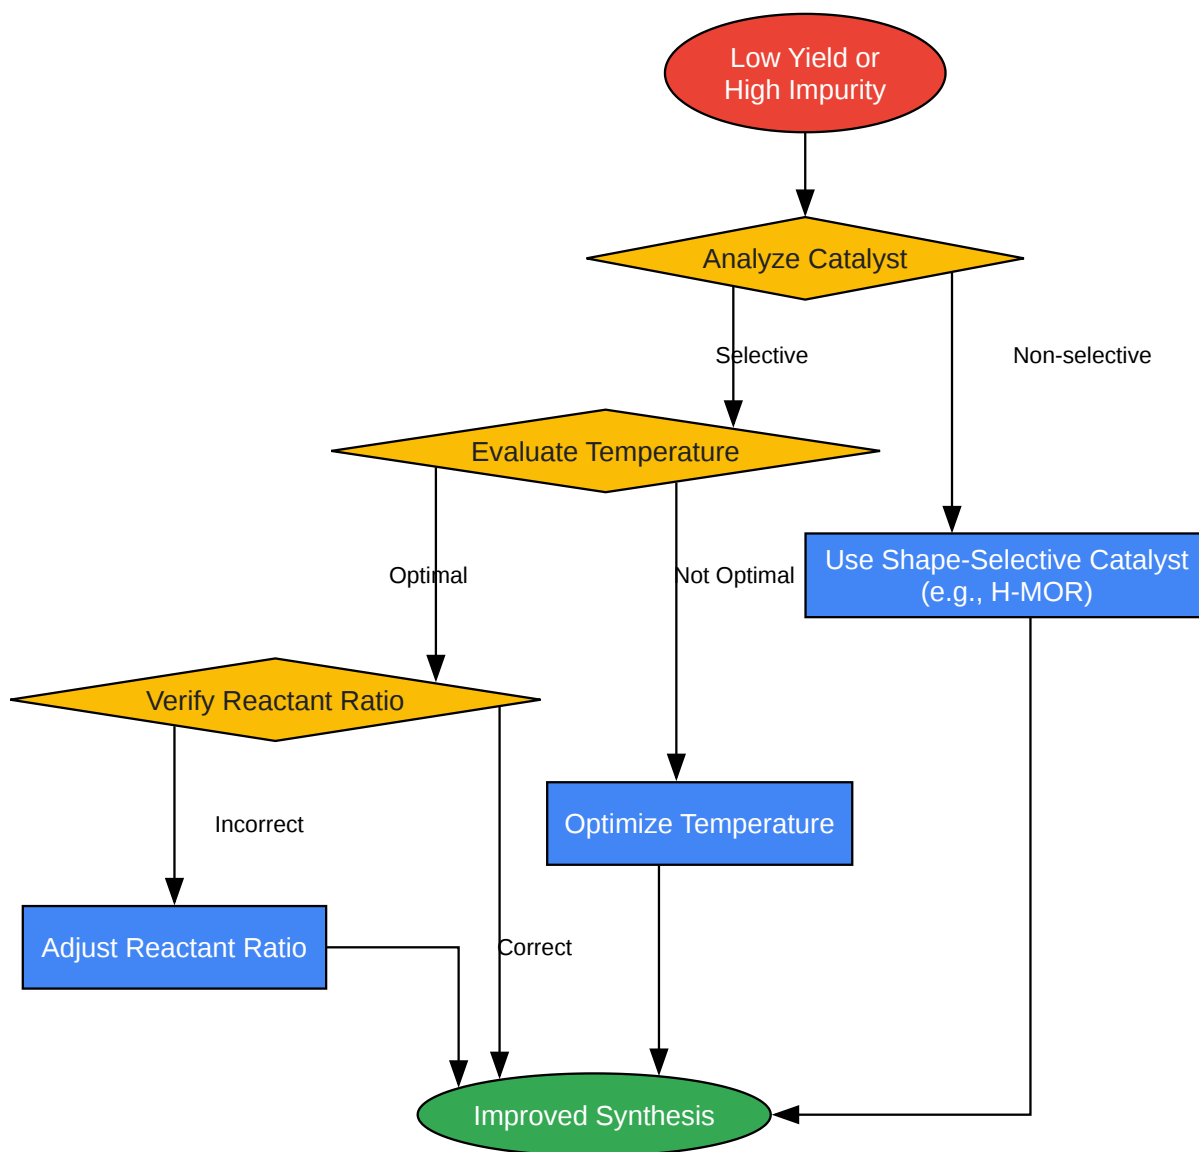 Low Yield or
High Impurity
Analyze Catalyst
Selective
Non-selective
Evaluate Temperature
Optimal
Not Optimal
Use Shape-Selective Catalyst
(e.g., H-MOR)
Verify Reactant Ratio
Incorrect
Optimize Temperature
Adjust Reactant Ratio
Correct
Improved Synthesis